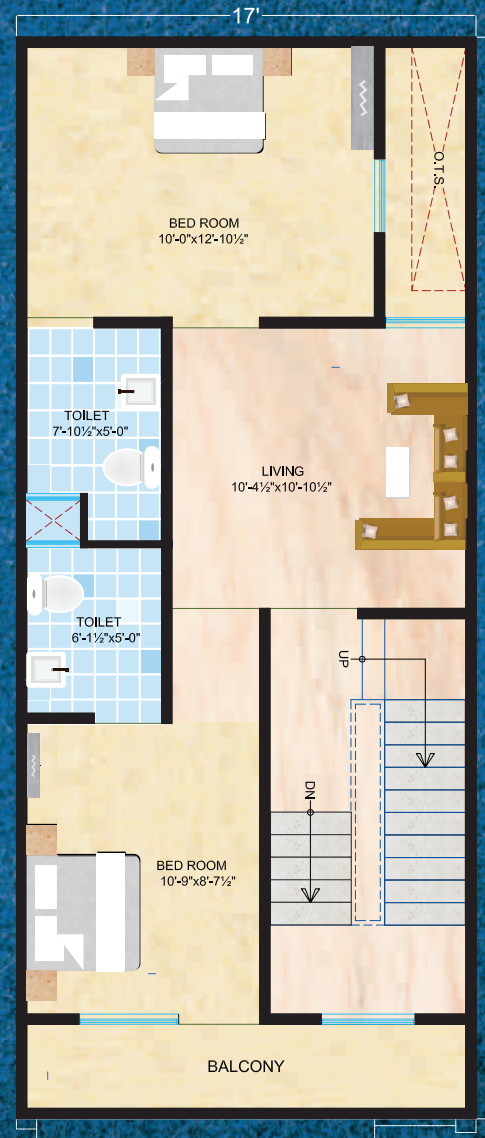 17'
O.T.S.
BED ROOM
10'-0"x12'-10½"
TOILET
7'-10½"x5'-0"
LIVING
10'-4½"x10'-10½"
TOILET
6'-1½"x5'-0"
UP
DN
BED ROOM
10'-9"x8'-7½"
BALCONY